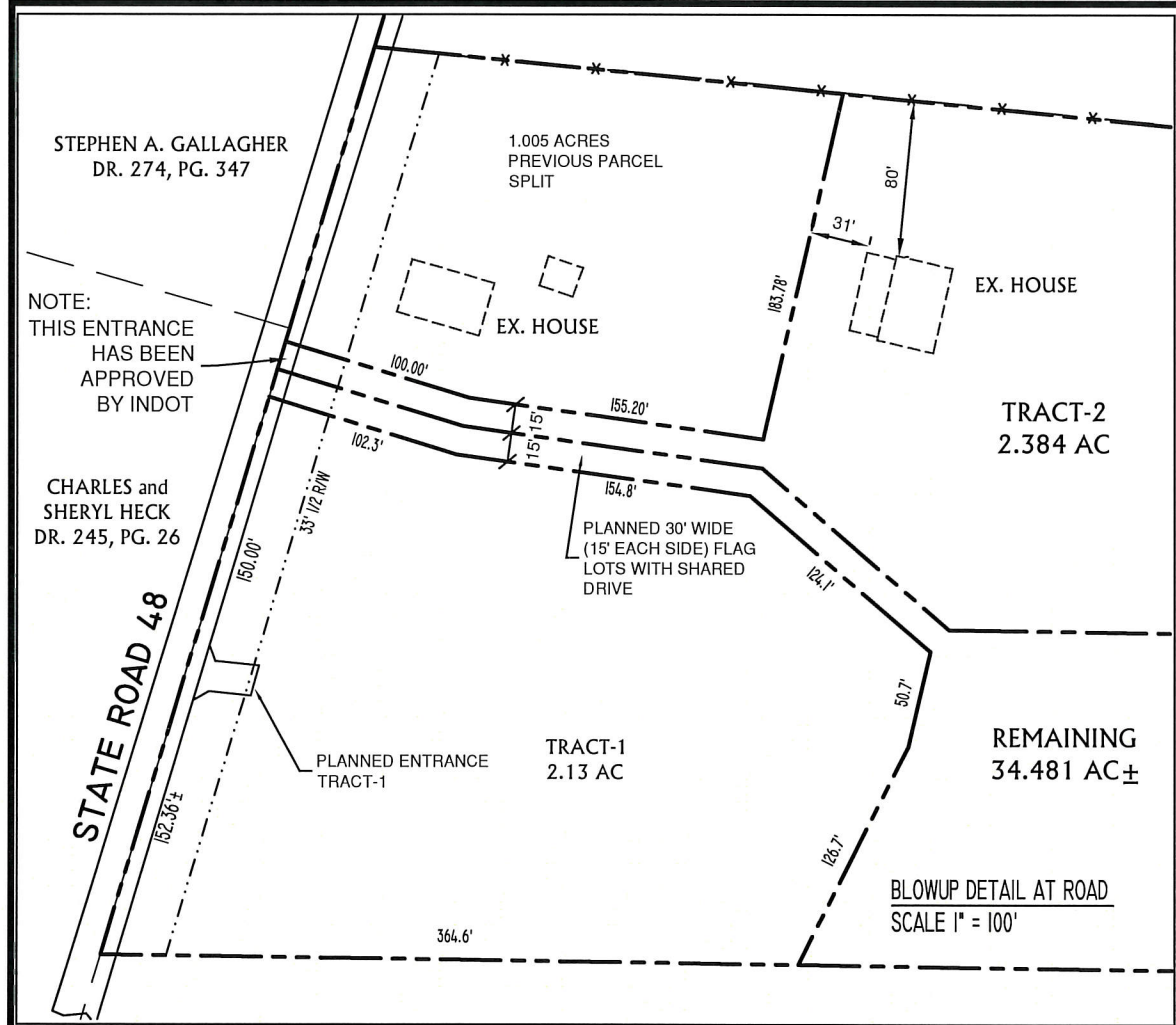 STEPHEN A. GALLAGHER
DR. 274, PG. 347
1.005 ACRES
PREVIOUS PARCEL
SPLIT
80'
31'
EX. HOUSE
EX. HOUSE
183.78'
NOTE:
THIS ENTRANCE
HAS BEEN
APPROVED
BY INDOT
100.00'
155.20'
15'
15'
102.3'
154.8'
TRACT-2
2.384 AC
CHARLES and
SHERYL HECK
DR. 245, PG. 26
33' 1/2 R/W
PLANNED 30' WIDE
(15' EACH SIDE) FLAG
LOTS WITH SHARED
DRIVE
124.1'
150.00'
STATE ROAD 48
50.7'
PLANNED ENTRANCE
TRACT-1
TRACT-1
2.13 AC
REMAINING
34.481 AC±
152.36'±
126.7'
BLOWUP DETAIL AT ROAD
SCALE 1" = 100'
364.6'